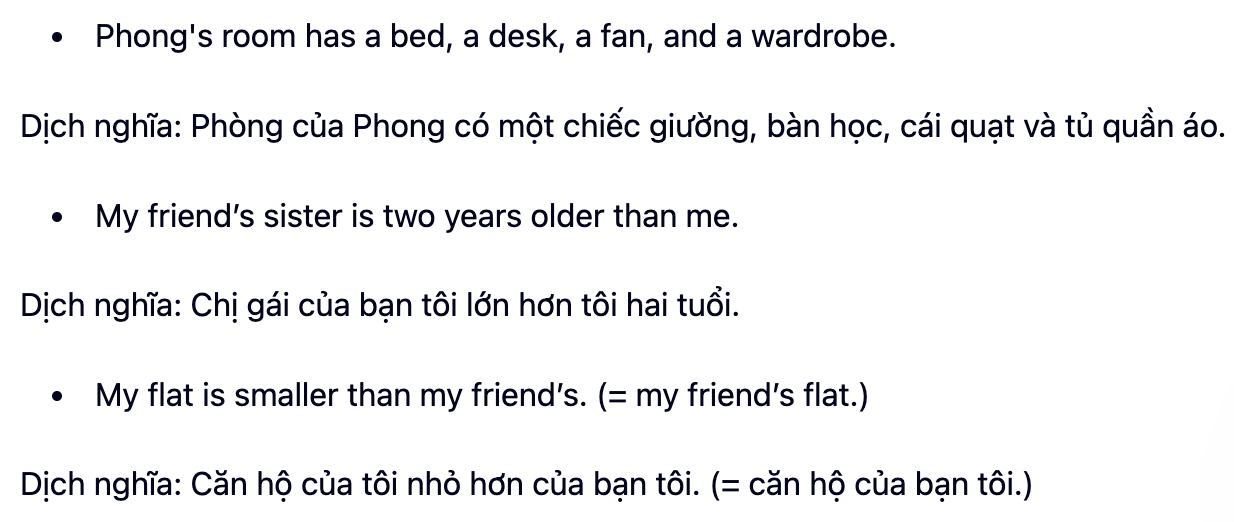 • Phong's room has a bed, a desk, a fan, and a wardrobe.
Dịch nghĩa: Phòng của Phong có một chiếc giường, bàn học, cái quạt và tủ quần áo.
• My friend’s sister is two years older than me.
Dịch nghĩa: Chị gái của bạn tôi lớn hơn tôi hai tuổi.
• My flat is smaller than my friend’s. (= my friend’s flat.)
Dịch nghĩa: Căn hộ của tôi nhỏ hơn của bạn tôi. (= căn hộ của bạn tôi.)